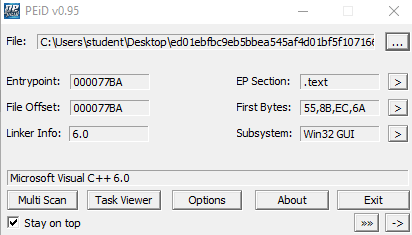 PEiD v0.95
File: C:\Users\student\Desktop\ed01ebfbc9eb5bbea545af4d01bf5f107166 ...
Entrypoint: 000077BA EP Section: .text >
File Offset: 000077BA First Bytes: 55,8B,EC,6A >
Linker Info: 6.0 Subsystem: Win32 GUI >
Microsoft Visual C++ 6.0
Multi Scan Task Viewer Options About Exit
Stay on top »» ->